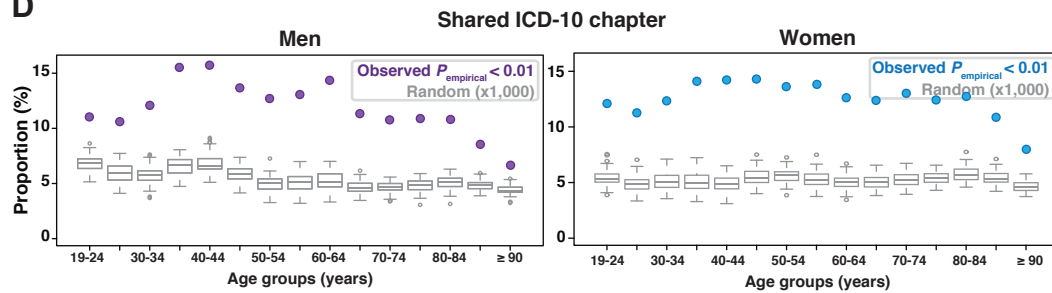 D
Shared ICD-10 chapter
Men
Proportion (%)
15
10
5
0
Observed P empirical < 0.01
Random (x1,000)
19-24 30-34 40-44 50-54 60-64 70-74 80-84 ≥ 90
Age groups (years)
Women
15
10
5
0
Observed P empirical < 0.01
Random (x1,000)
19-24 30-34 40-44 50-54 60-64 70-74 80-84 ≥ 90
Age groups (years)